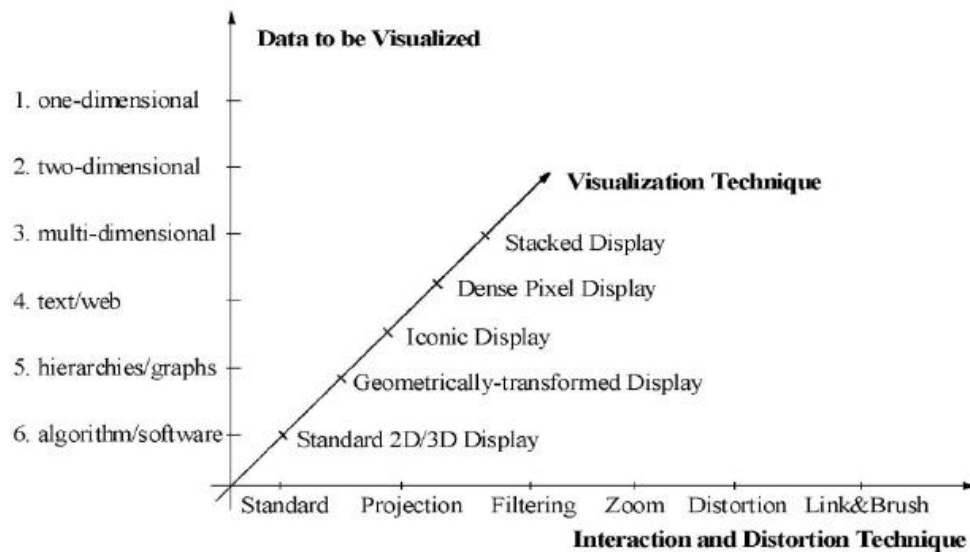 Data to be Visualized
1. one-dimensional
2. two-dimensional
Visualization Technique
3. multi-dimensional
Stacked Display
Dense Pixel Display
4. text/web
Iconic Display
5. hierarchies/graphs
Geometrically-transformed Display
6. algorithm/software
Standard 2D/3D Display
Standard Projection Filtering Zoom Distortion Link&Brush
Interaction and Distortion Technique